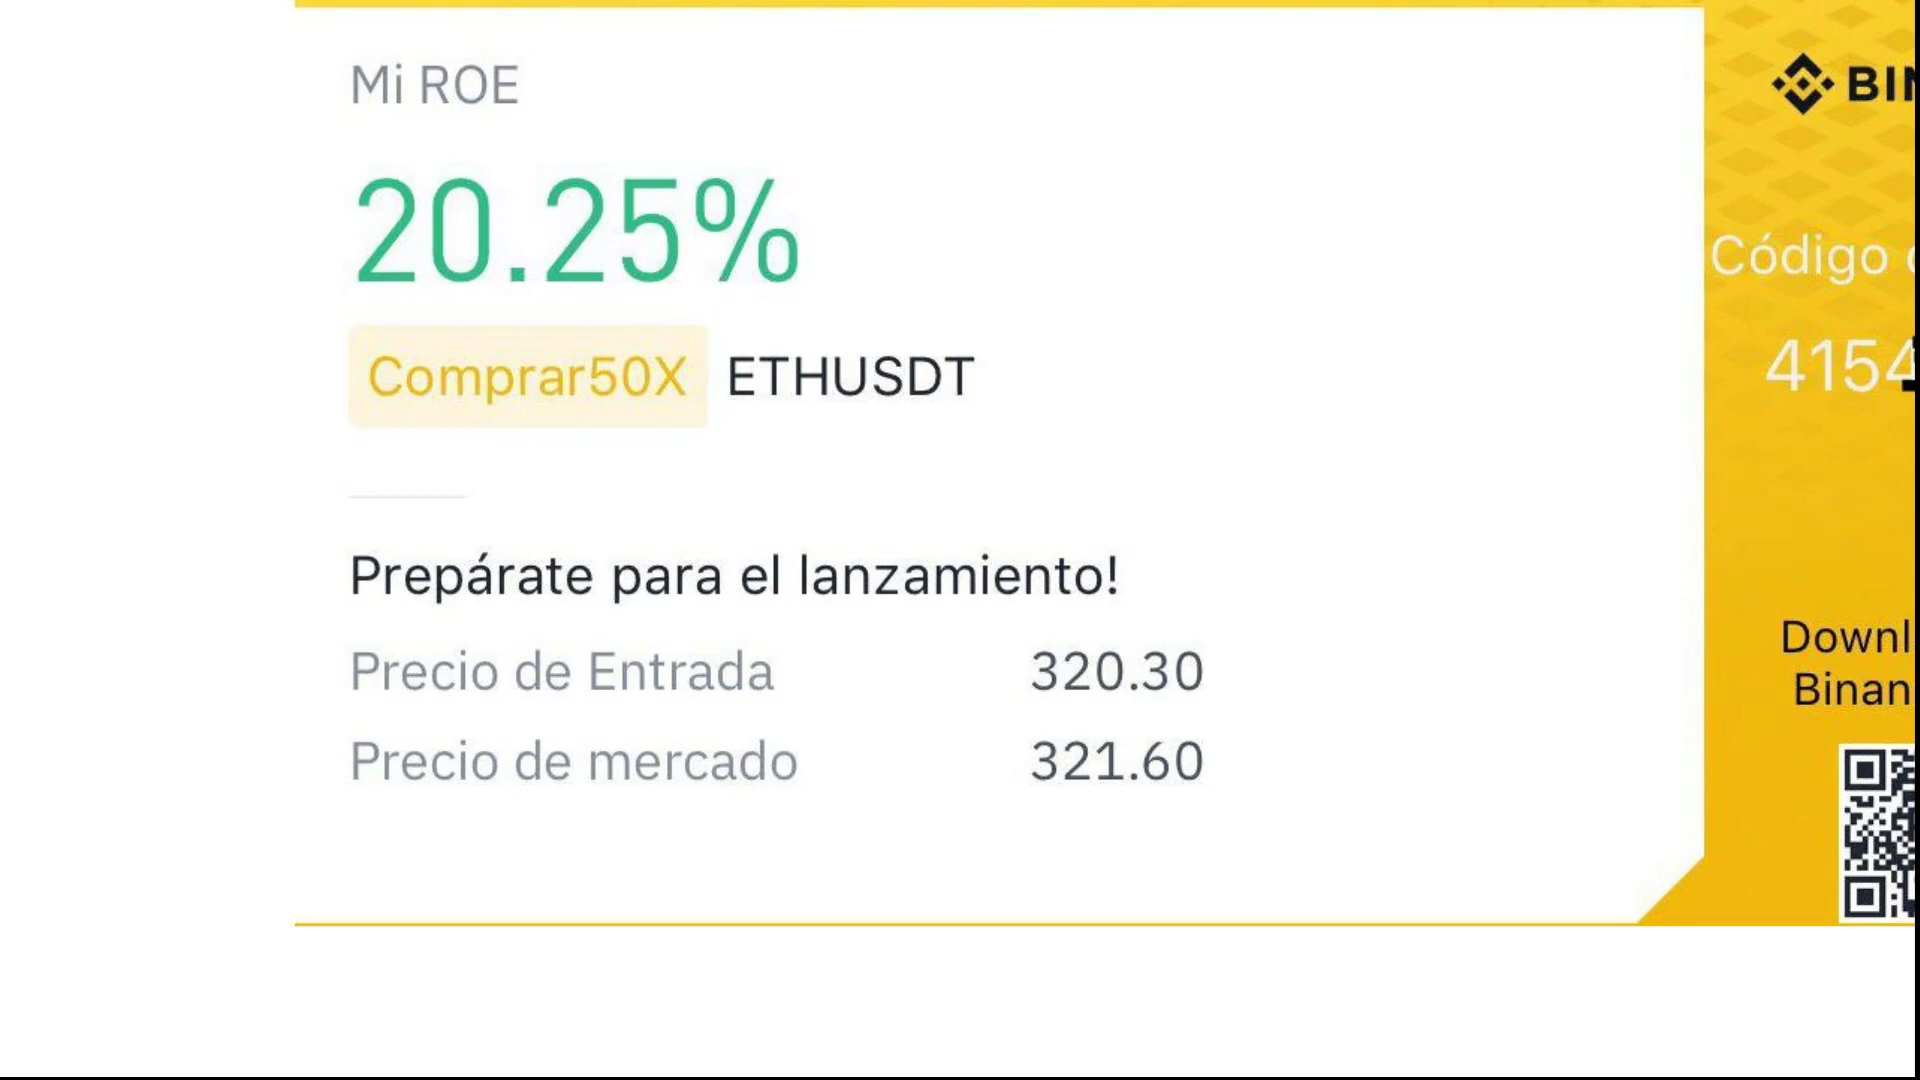 Mi ROE
20.25%
Comprar50X ETHUSDT
Prepárate para el lanzamiento!
Precio de Entrada 320.30
Precio de mercado 321.60
Código